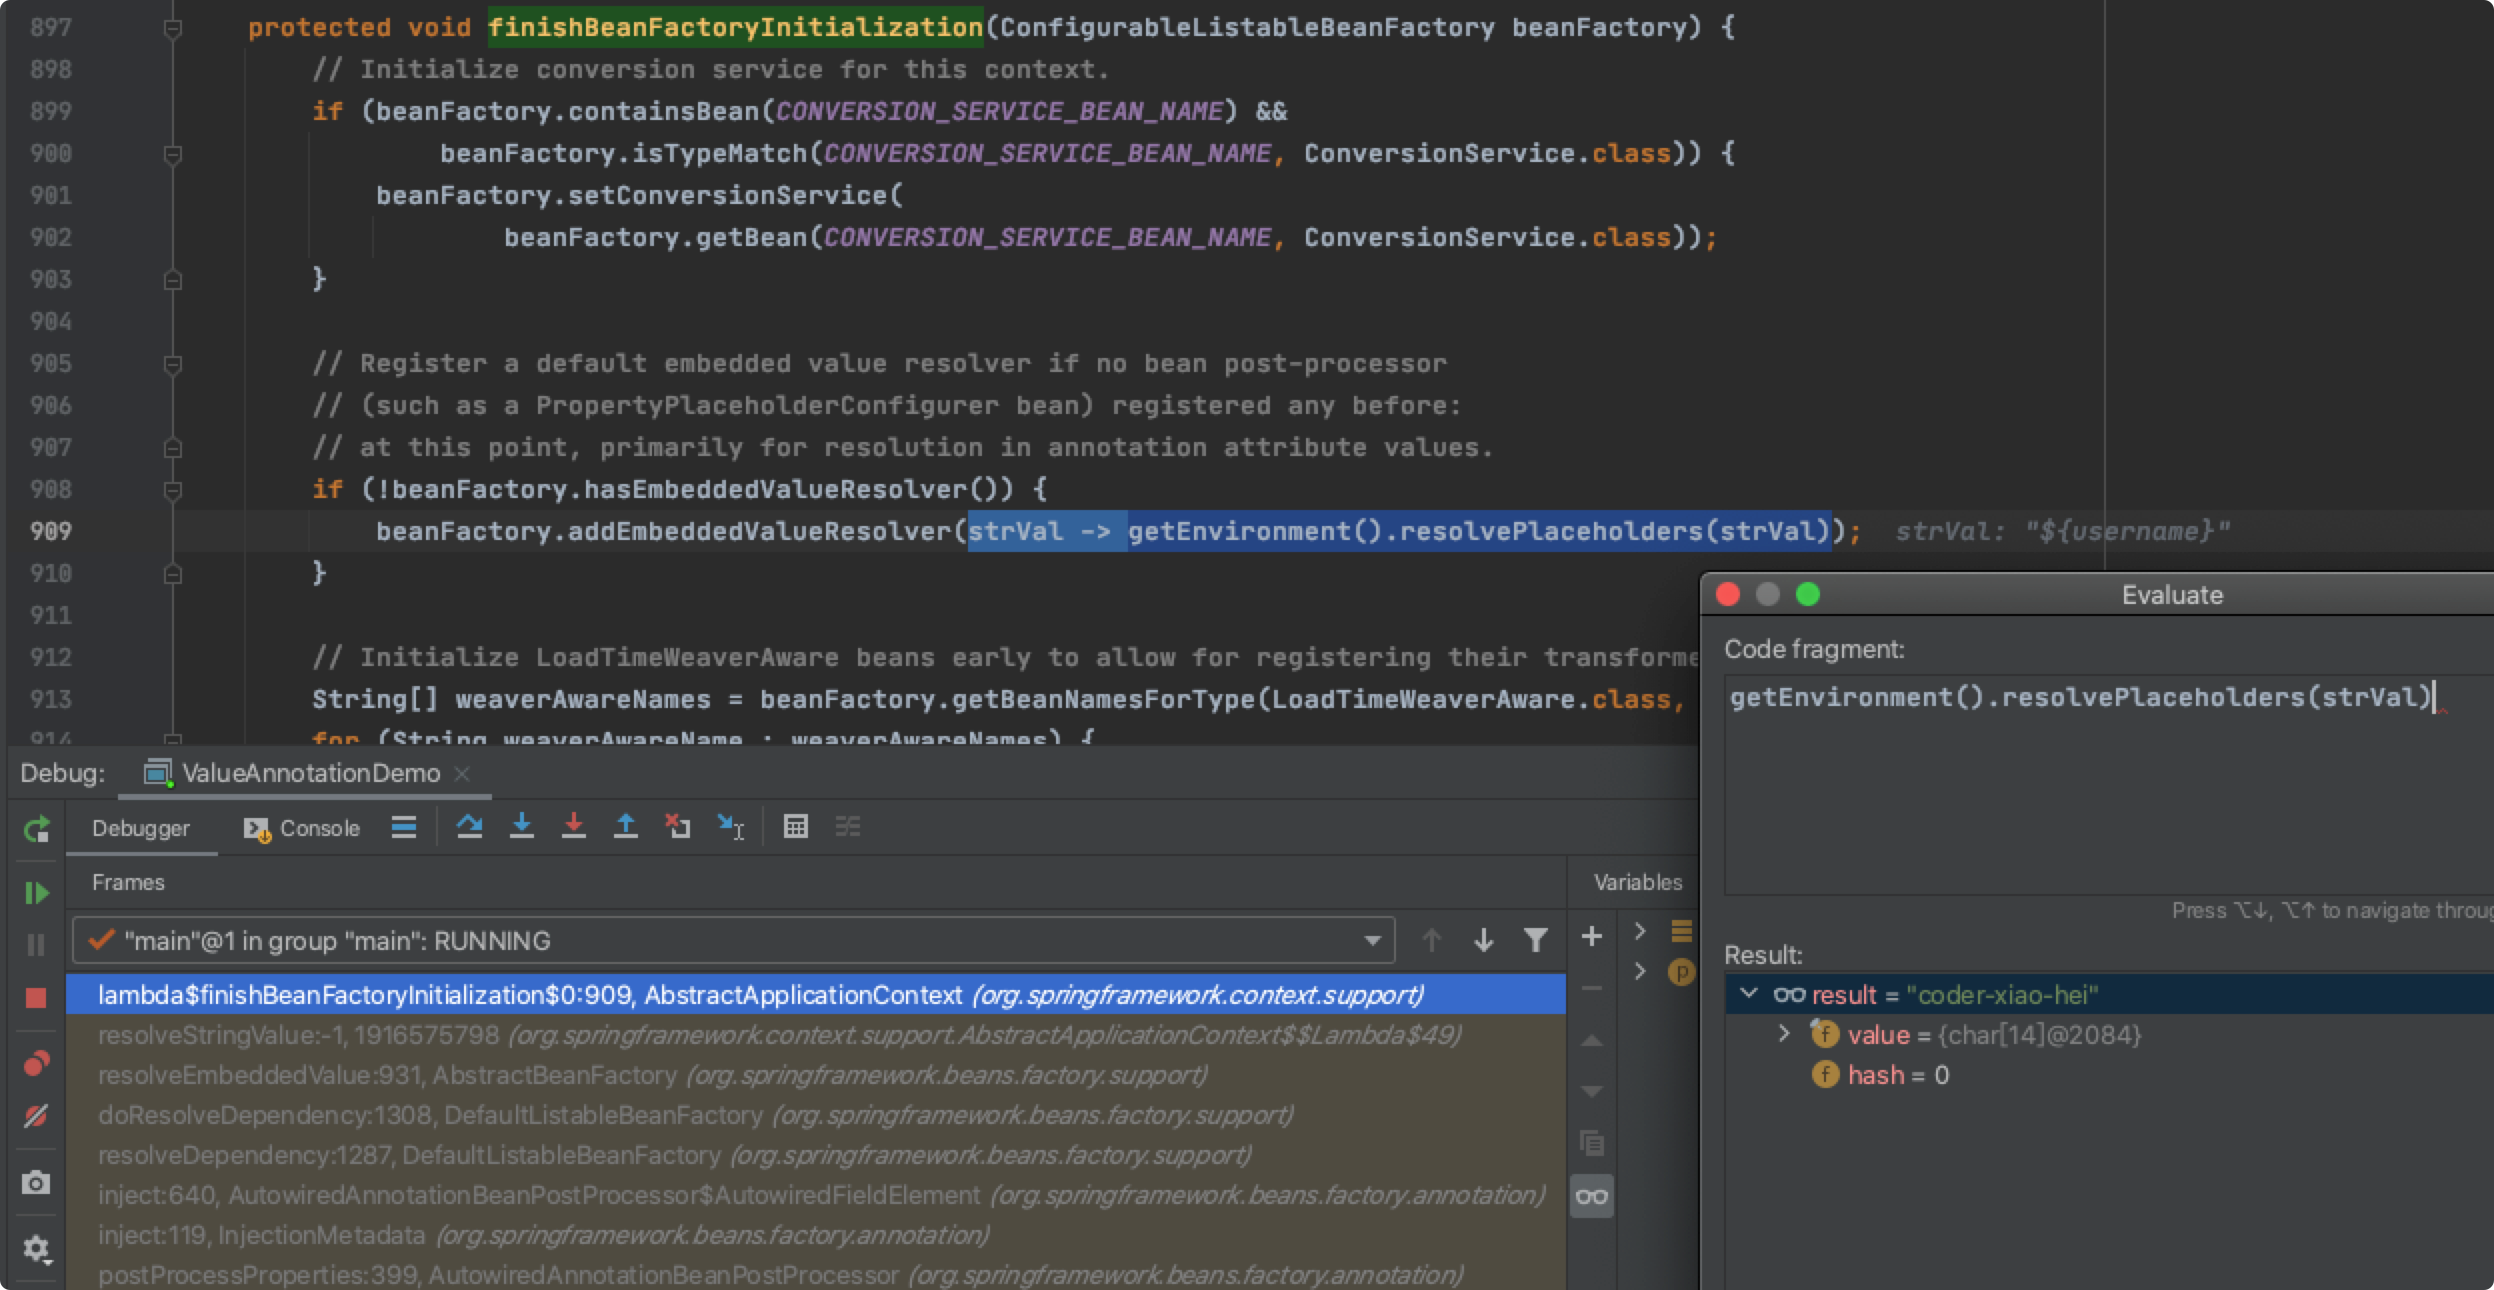 897 protected void finishBeanFactoryInitialization(ConfigurableListableBeanFactory beanFactory) {
898 // Initialize conversion service for this context.
899 if (beanFactory.containsBean(CONVERSION_SERVICE_BEAN_NAME) &&
900 beanFactory.isTypeMatch(CONVERSION_SERVICE_BEAN_NAME, ConversionService.class)) {
901 beanFactory.setConversionService(
902 beanFactory.getBean(CONVERSION_SERVICE_BEAN_NAME, ConversionService.class));
903 }
904
905 // Register a default embedded value resolver if no bean post-processor
906 // (such as a PropertyPlaceholderConfigurer bean) registered any before:
907 // at this point, primarily for resolution in annotation attribute values.
908 if (!beanFactory.hasEmbeddedValueResolver()) {
909 beanFactory.addEmbeddedValueResolver(strVal -> getEnvironment().resolvePlaceholders(strVal)); strVal: "${username}"
910 }
911
912 // Initialize LoadTimeWeaverAware beans early to allow for registering their transforme
913 String[] weaverAwareNames = beanFactory.getBeanNamesForType(LoadTimeWeaverAware.class,
914 for (String weaverAwareName : weaverAwareNames) {
Debug: ValueAnnotationDemo
Debugger Console
Frames
Variables
"main"@1 in group "main": RUNNING
lambda$finishBeanFactoryInitialization$0:909, AbstractApplicationContext (org.springframework.context.support)
resolveStringValue:-1, 1916575798 (org.springframework.context.support.AbstractApplicationContext$$Lambda$49)
resolveEmbeddedValue:931, AbstractBeanFactory (org.springframework.beans.factory.support)
doResolveDependency:1308, DefaultListableBeanFactory (org.springframework.beans.factory.support)
resolveDependency:1287, DefaultListableBeanFactory (org.springframework.beans.factory.support)
inject:640, AutowiredAnnotationBeanPostProcessor$AutowiredFieldElement (org.springframework.beans.factory.annotation)
inject:119, InjectionMetadata (org.springframework.beans.factory.annotation)
postProcessProperties:399, AutowiredAnnotationBeanPostProcessor (org.springframework.beans.factory.annotation)
p
Evaluate
Code fragment:
getEnvironment().resolvePlaceholders(strVal)
Press ⌥↓, ⌥↑ to navigate throug
Result:
result = "coder-xiao-hei"
f value = {char[14]@2084}
f hash = 0